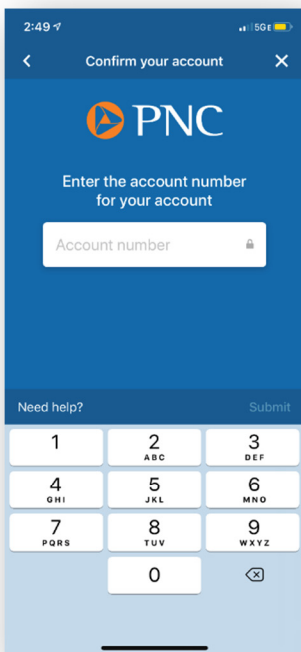 2:49
5GE
Confirm your account
PNC
Enter the account number
for your account
Account number
Need help?
Submit
1
2
ABC
3
DEF
4
GHI
5
JKL
6
MNO
7
PQRS
8
TUV
9
WXYZ
0